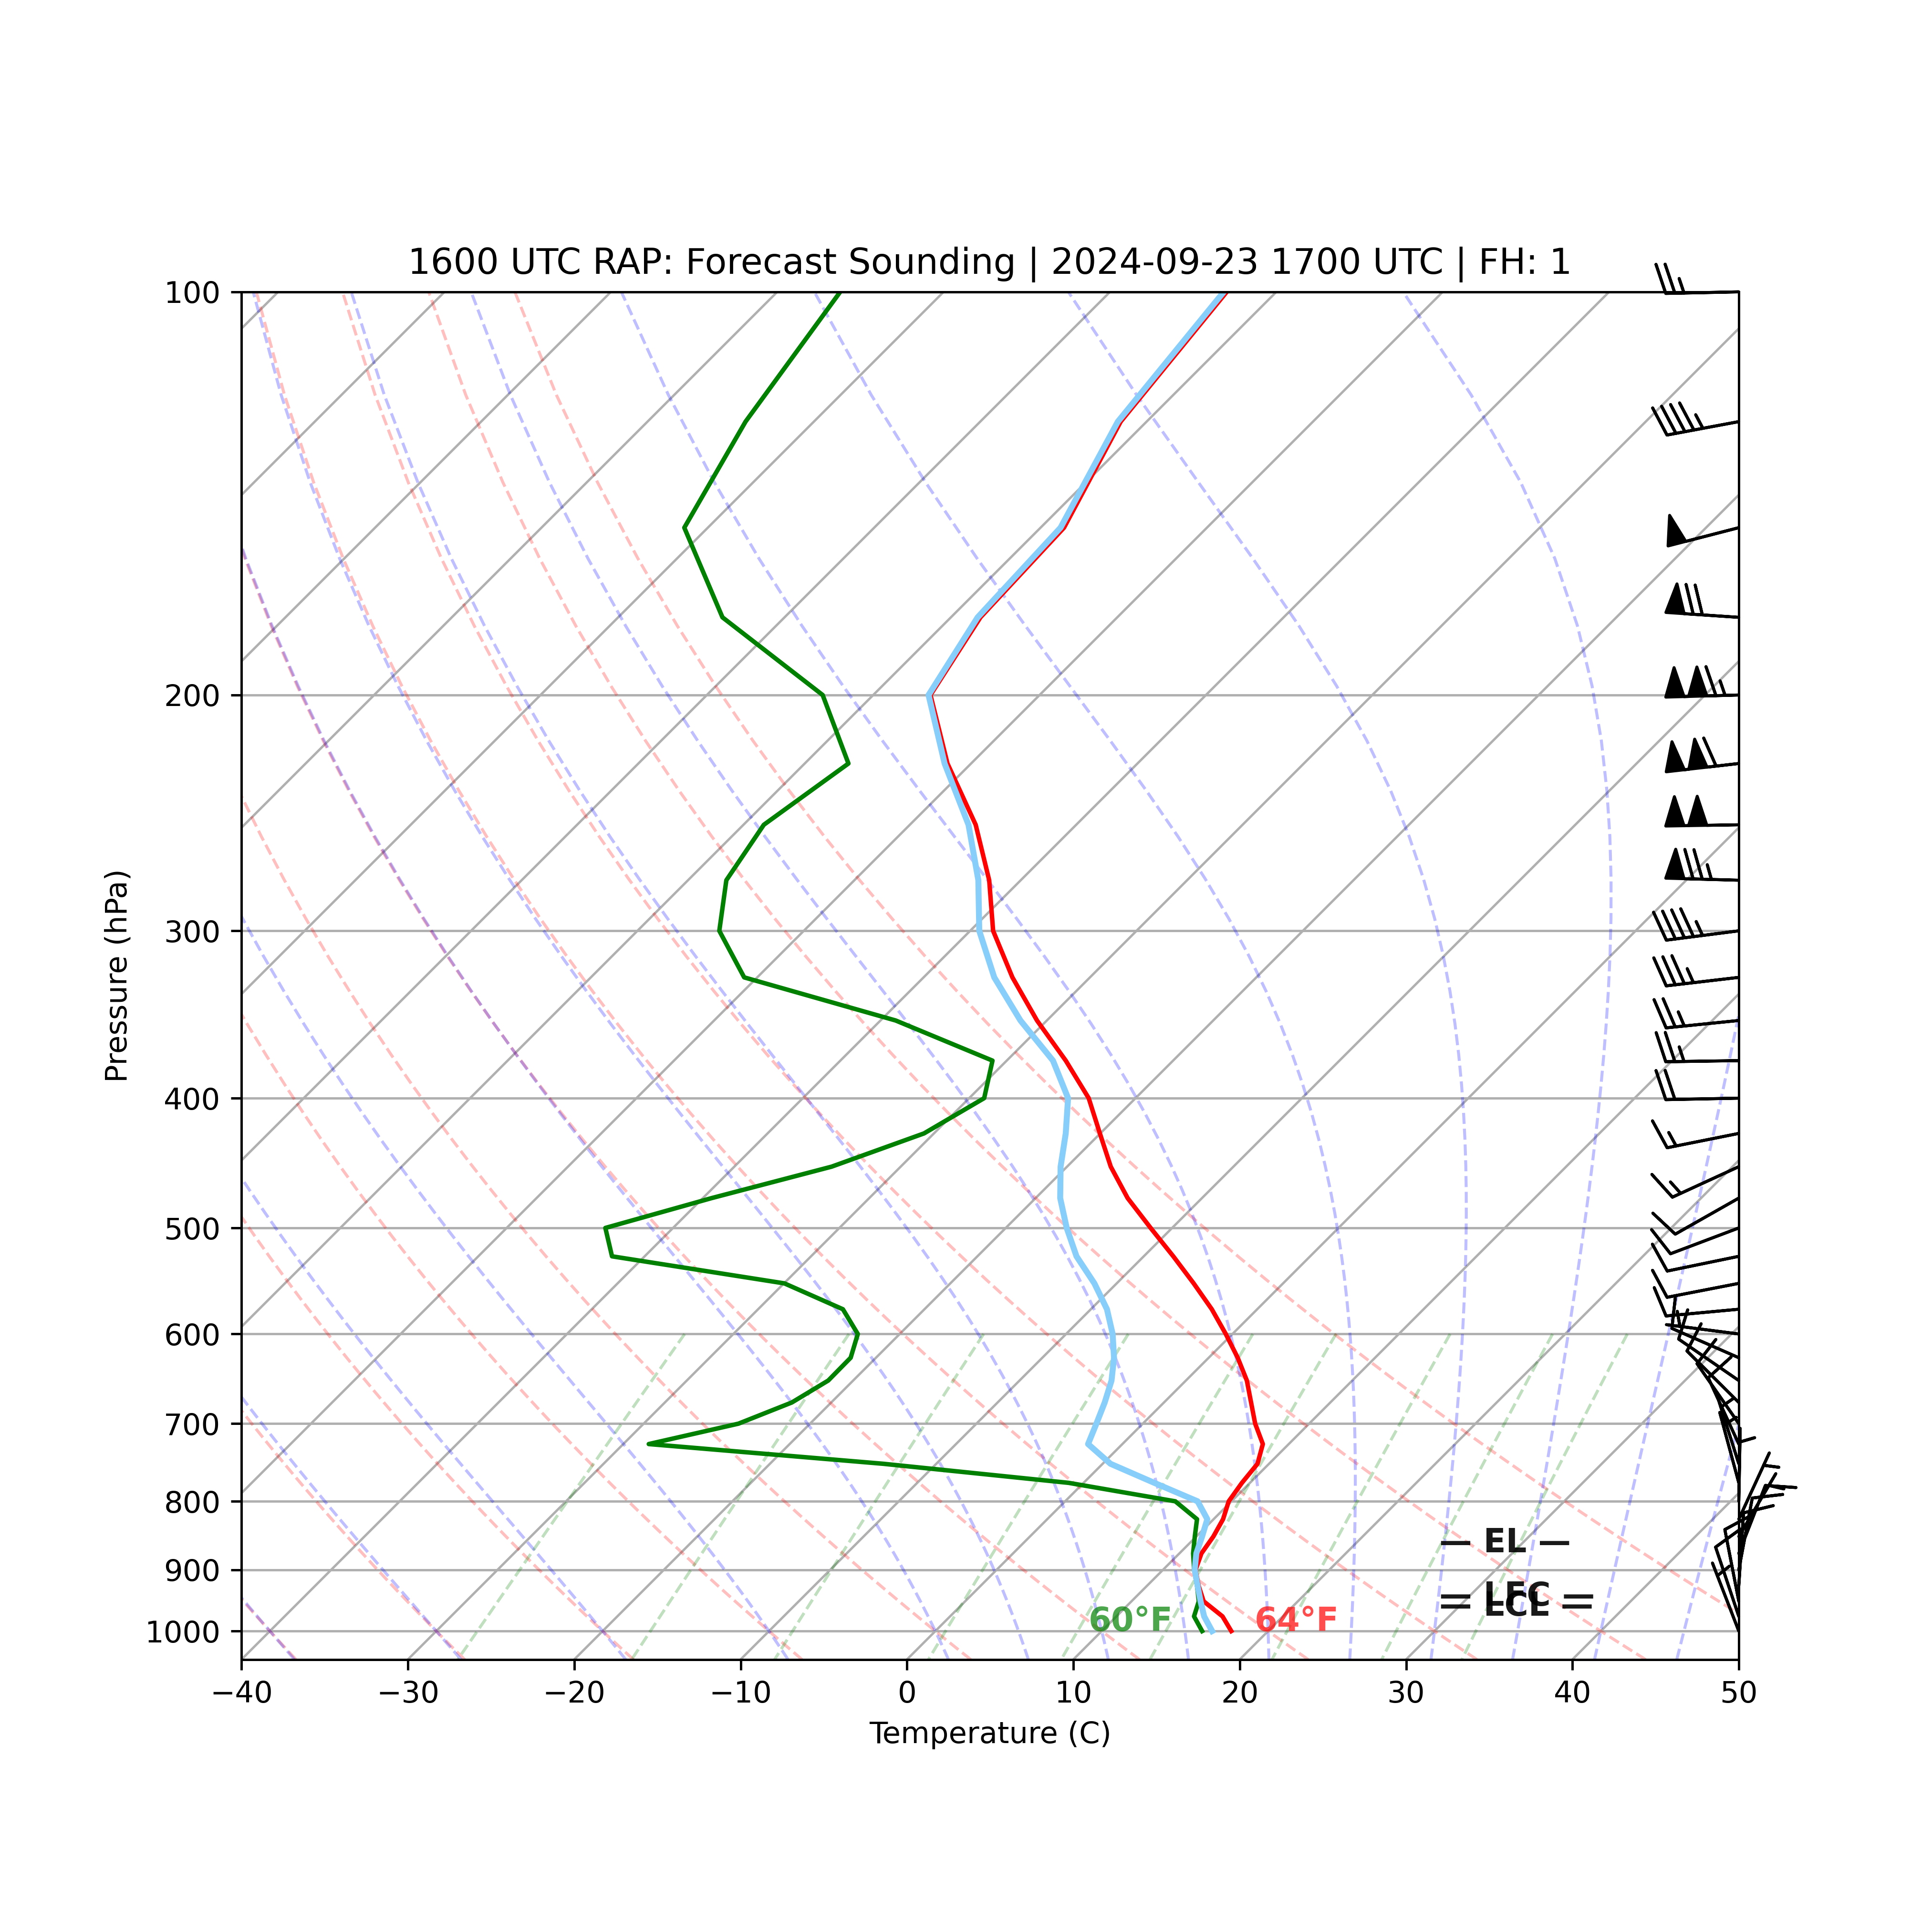 1600 UTC RAP: Forecast Sounding | 2024-09-23 1700 UTC | FH: 1
100
200
300
400
500
600
700
800
900
1000
Pressure (hPa)
— EL —
— LFC —
— LCL —
60°F
64°F
−40 −30 −20 −10 0 10 20 30 40 50
Temperature (C)